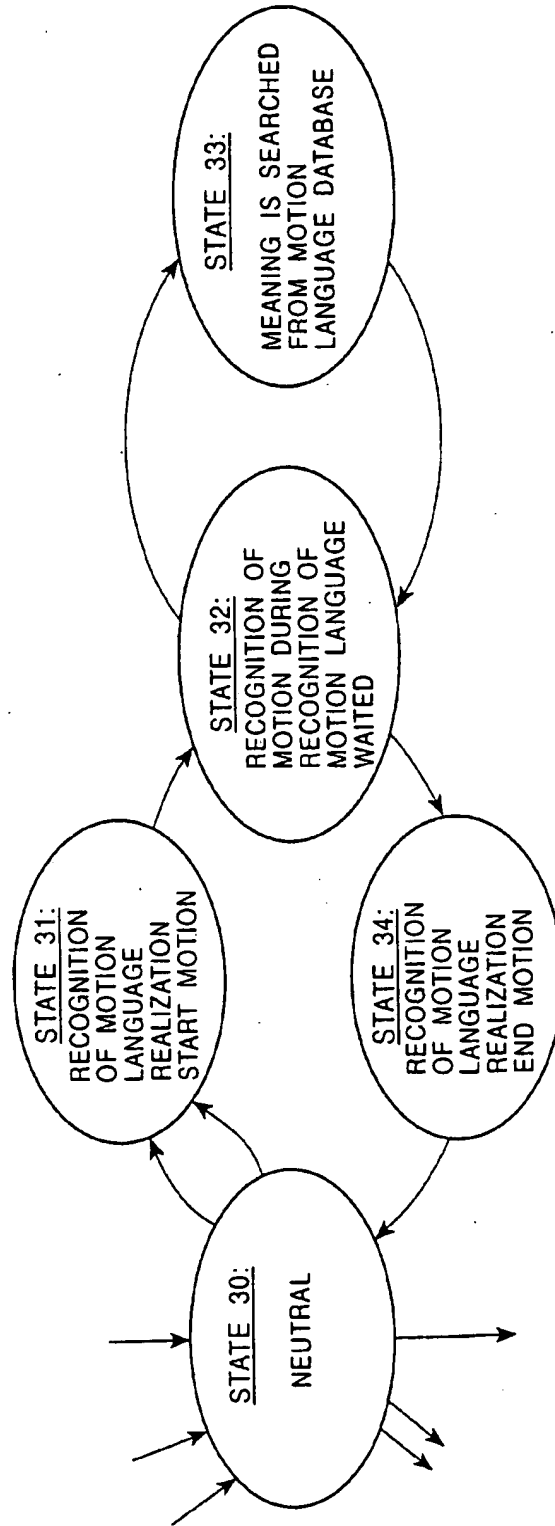 STATE 30:
NEUTRAL
STATE 31:
RECOGNITION
OF MOTION
LANGUAGE
REALIZATION
START MOTION
STATE 32:
RECOGNITION OF
MOTION DURING
RECOGNITION OF
MOTION LANGUAGE
WAITED
STATE 33:
MEANING IS SEARCHED
FROM MOTION
LANGUAGE DATABASE
STATE 34:
RECOGNITION
OF MOTION
LANGUAGE
REALIZATION
END MOTION